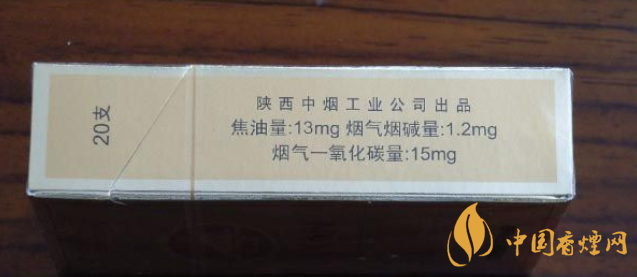 20支
陕西中烟工业公司出品
焦油量:13mg 烟气烟碱量:1.2mg
烟气一氧化碳量:15mg
中国香烟网